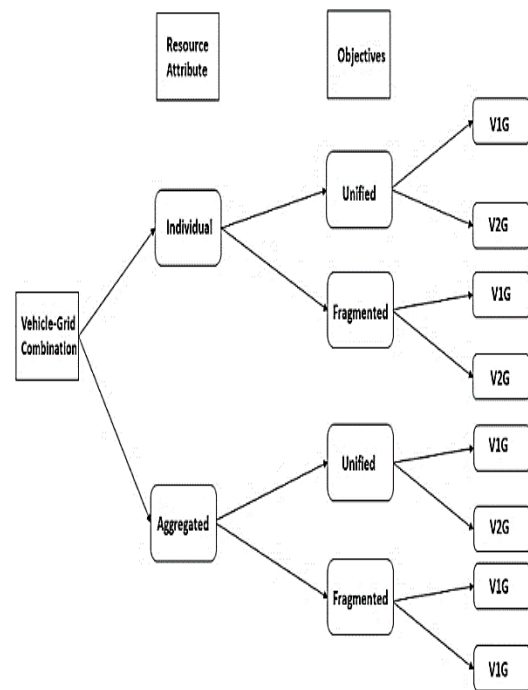 Resource
Attribute
Objectives
V1G
Unified
Individual
V2G
V1G
Fragmented
Vehicle-Grid
Combination
V2G
V1G
Unified
Aggregated
V2G
V1G
Fragmented
V1G